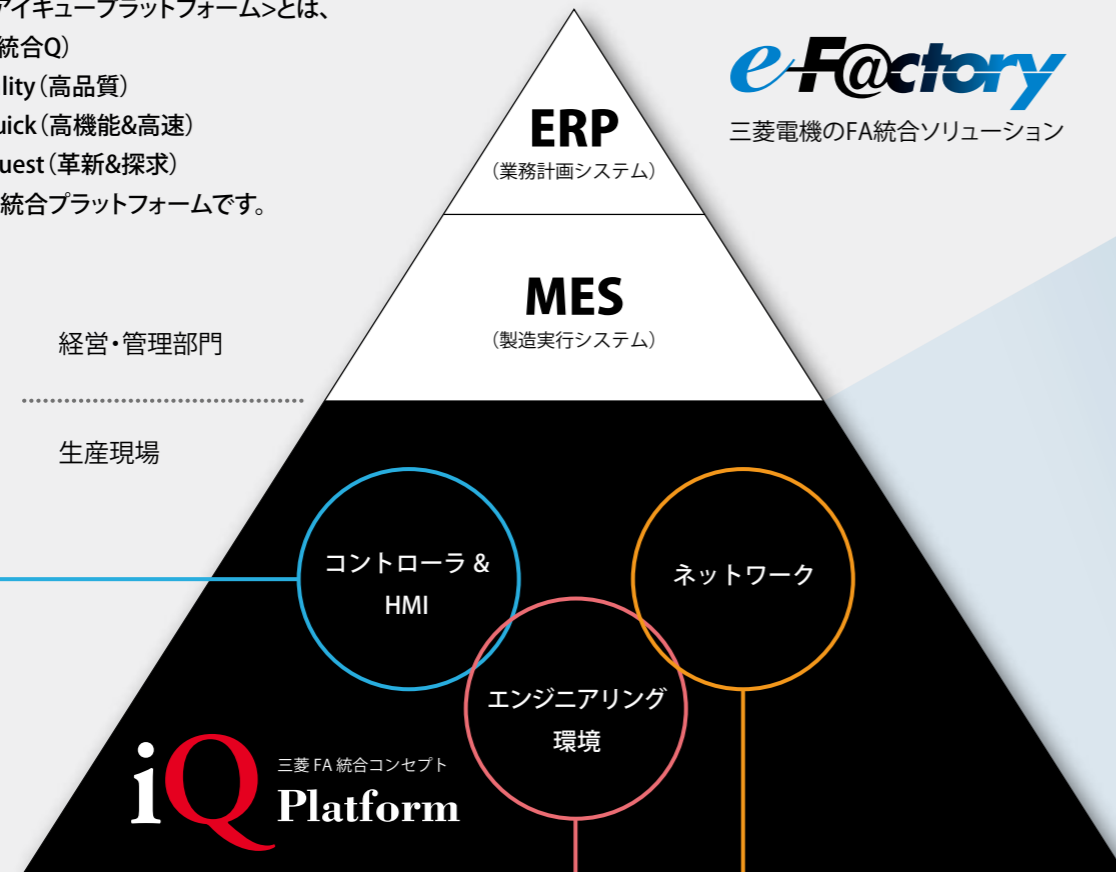 アイキュープラットフォーム>とは、
統合Q)
lity(高品質)
uick(高機能&高速)
uest(革新&探求)
統合プラットフォームです。
e-F@ctory
三菱電機のFA統合ソリューション
ERP
(業務計画システム)
MES
(製造実行システム)
経営・管理部門
生産現場
コントローラ &
HMI
ネットワーク
エンジニアリング
環境
iQ
三菱 FA 統合コンセプト
Platform